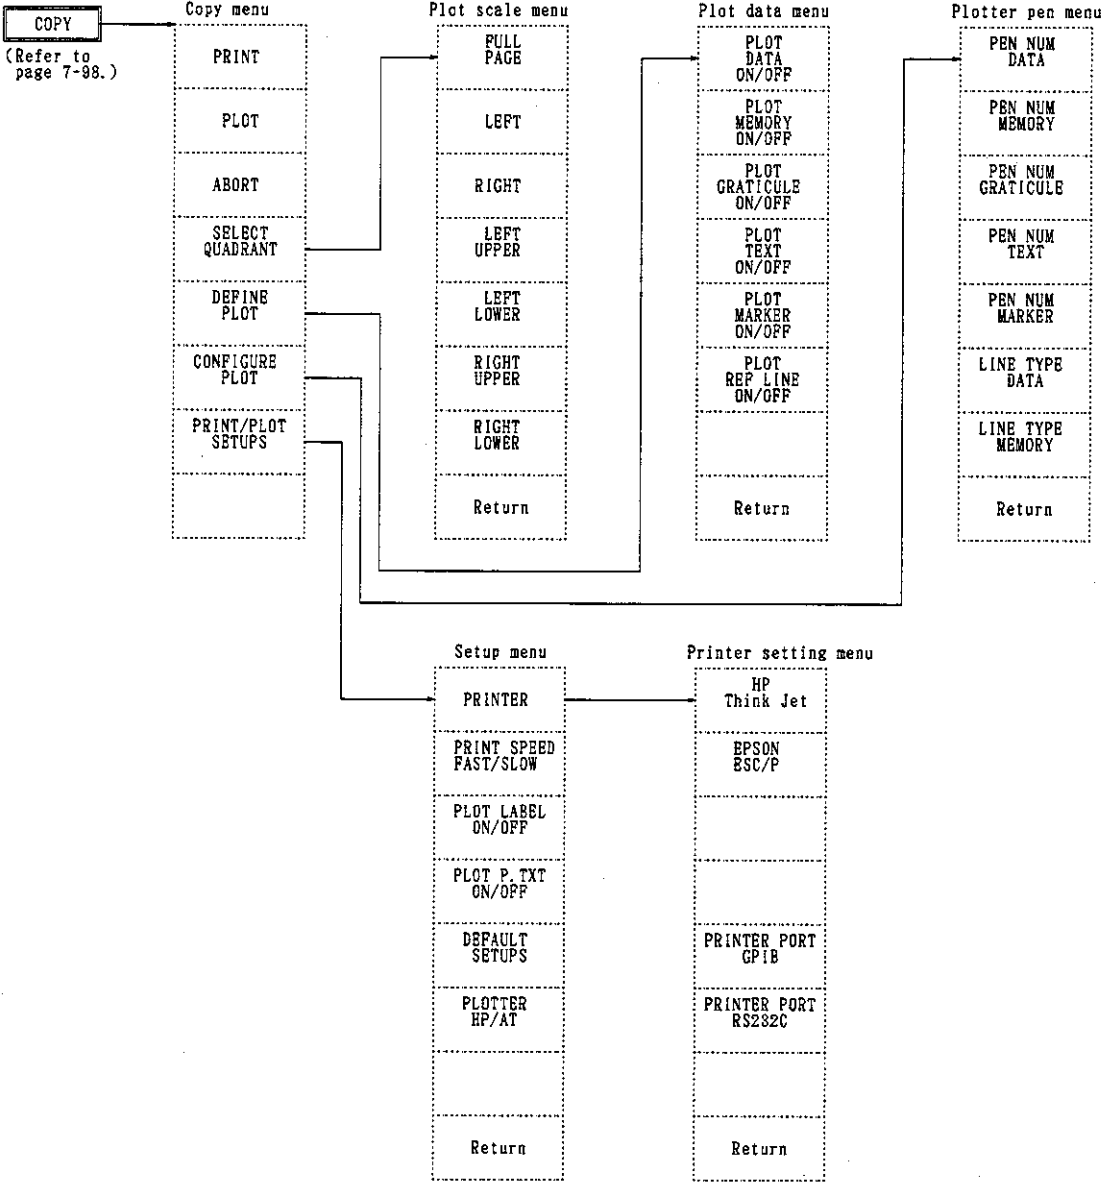 COPY
(Refer to
page 7-98.)
Copy menu
PRINT
PLOT
ABORT
SELECT
QUADRANT
DEFINE
PLOT
CONFIGURE
PLOT
PRINT/PLOT
SETUPS
Plot scale menu
FULL
PAGE
LEFT
RIGHT
LEFT
UPPER
LEFT
LOWER
RIGHT
UPPER
RIGHT
LOWER
Return
Plot data menu
PLOT
DATA
ON/OFF
PLOT
MEMORY
ON/OFF
PLOT
GRATICULE
ON/OFF
PLOT
TEXT
ON/OFF
PLOT
MARKER
ON/OFF
PLOT
REF LINE
ON/OFF
Return
Plotter pen menu
PEN NUM
DATA
PEN NUM
MEMORY
PEN NUM
GRATICULE
PEN NUM
TEXT
PEN NUM
MARKER
LINE TYPE
DATA
LINE TYPE
MEMORY
Return
Setup menu
PRINTER
PRINT SPEED
FAST/SLOW
PLOT LABEL
ON/OFF
PLOT P.TXT
ON/OFF
DEFAULT
SETUPS
PLOTTER
HP/AT
Return
Printer setting menu
HP
Think Jet
EPSON
ESC/P
PRINTER PORT
GPIB
PRINTER PORT
RS232C
Return